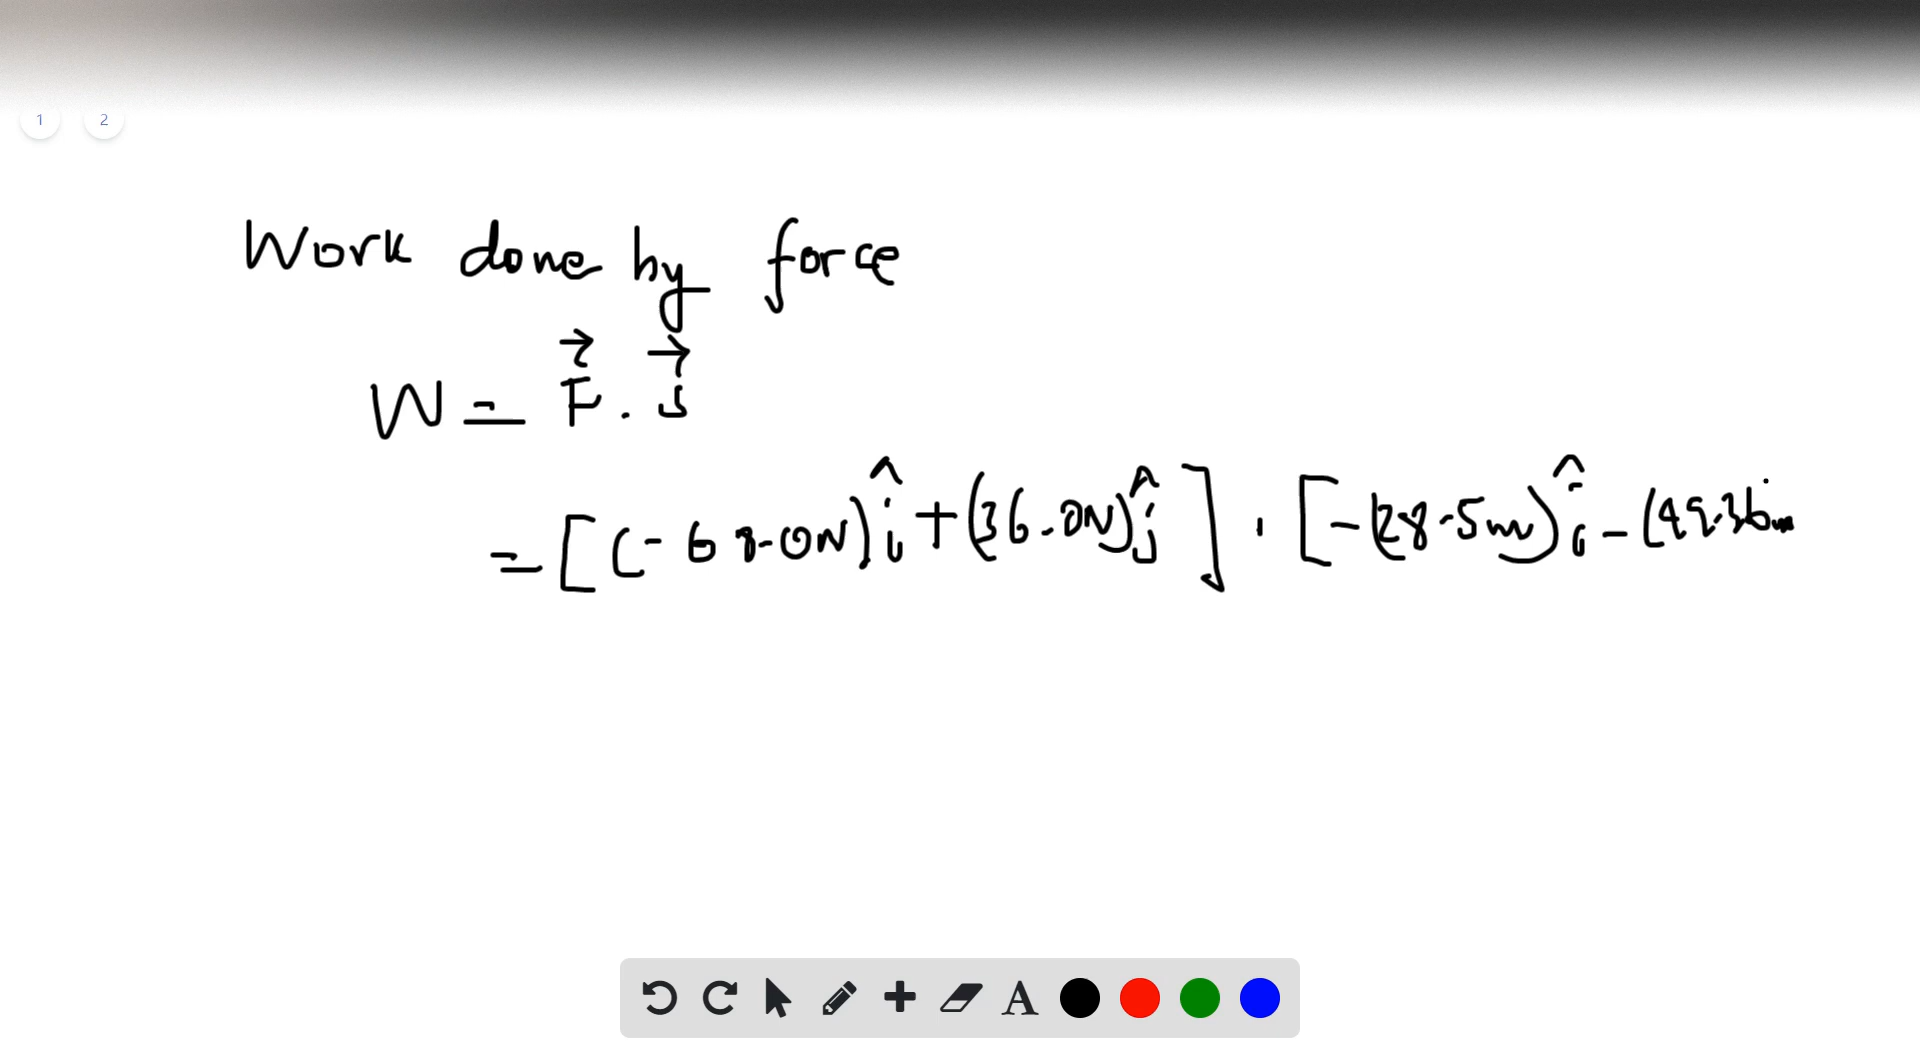 1 2
Work done by force
W = F⃗ . s⃗
= [(-68.0N)î + (36.0N)ĵ] . [-(28.5m)î - (49.36m
A